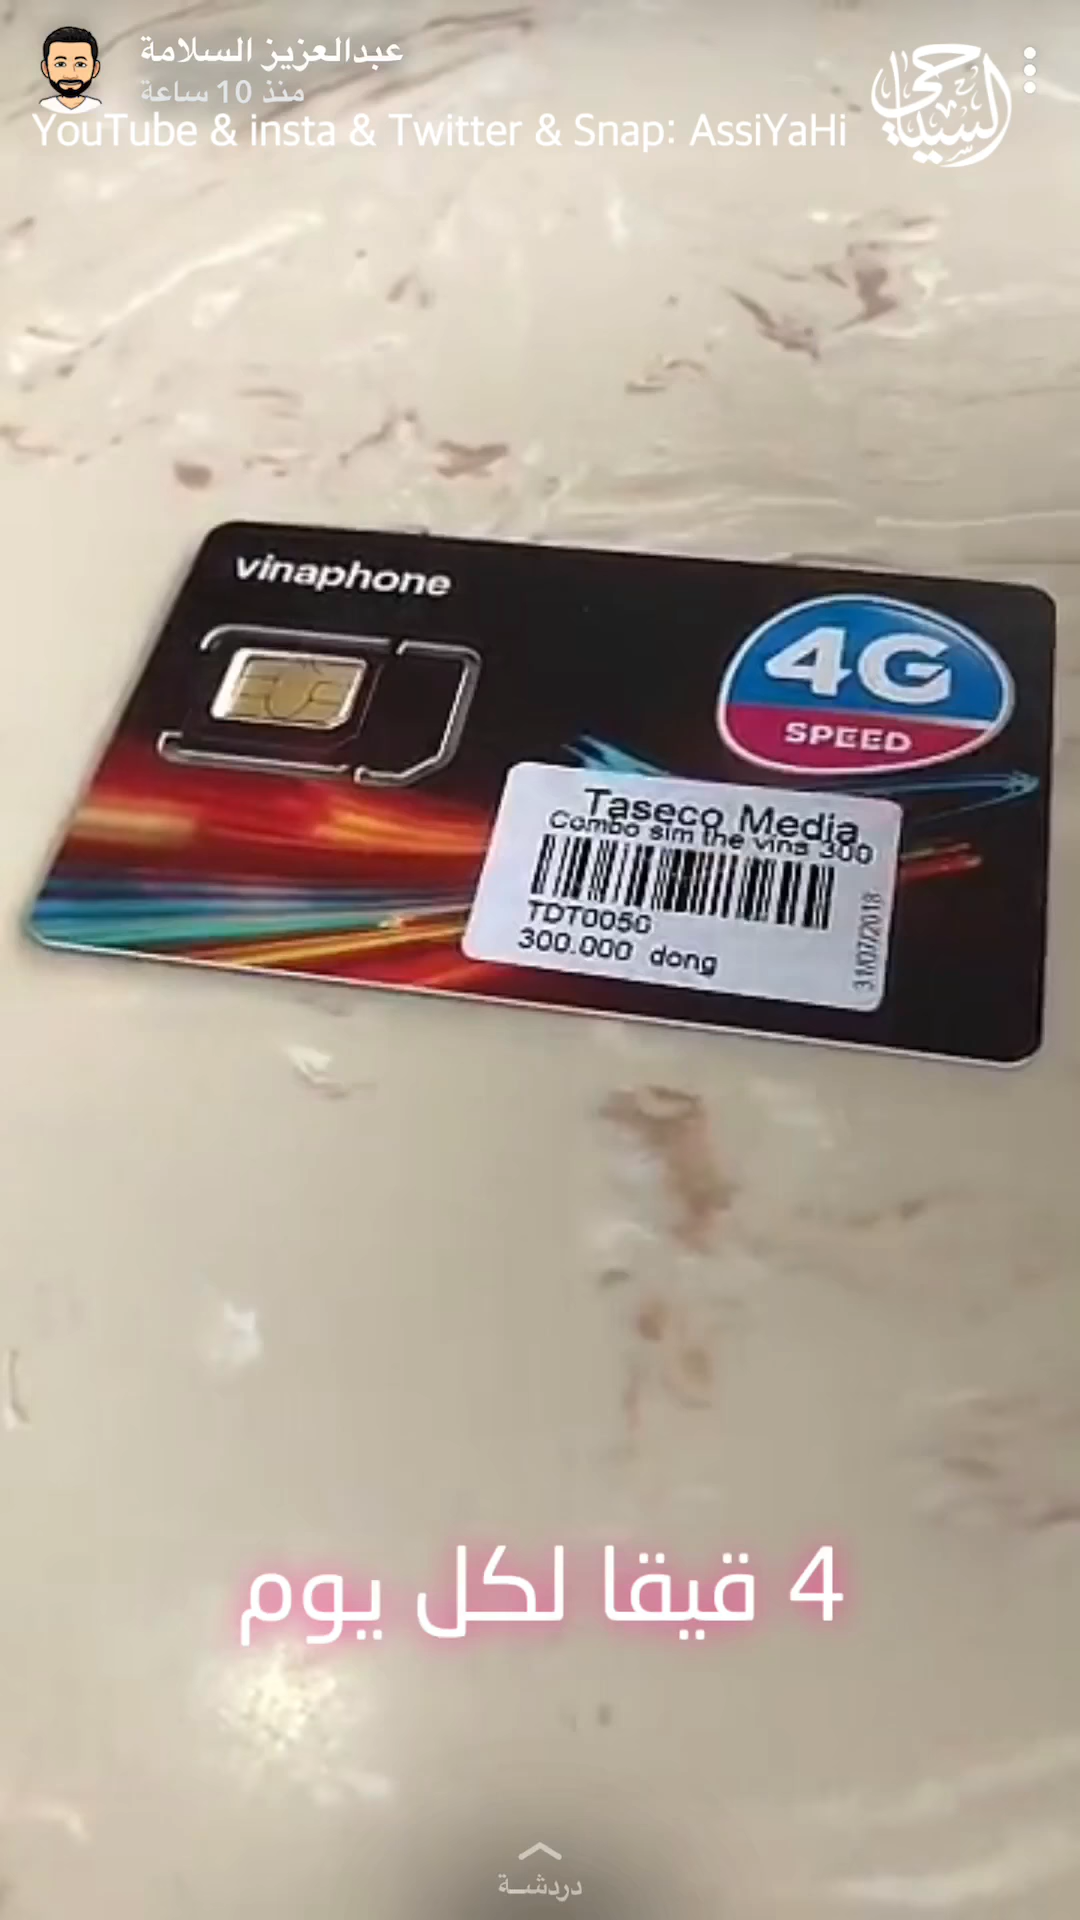 عبدالعزيز السلامة
منذ 10 ساعة
YouTube & insta & Twitter & Snap: AssiYaHi
السياحي
vinaphone
4G
SPEED
Taseco Media
Combo sim the vina 300
TDT0050
300.000 dong
31/07/2018
4 قيقا لكل يوم
دردشة